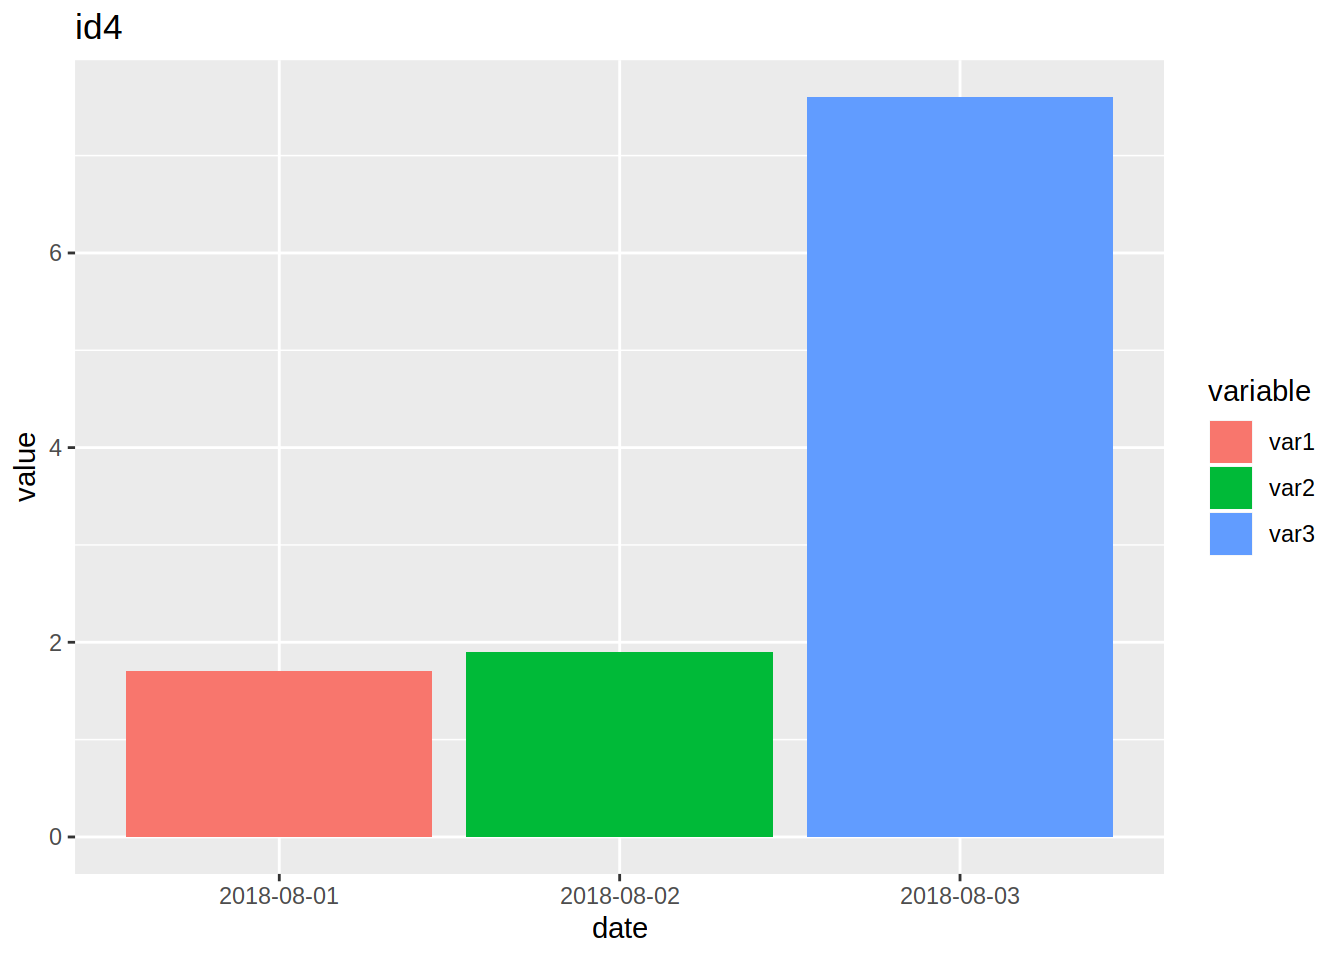 id4
value
6
4
2
0
2018-08-01
2018-08-02
2018-08-03
date
variable
var1
var2
var3